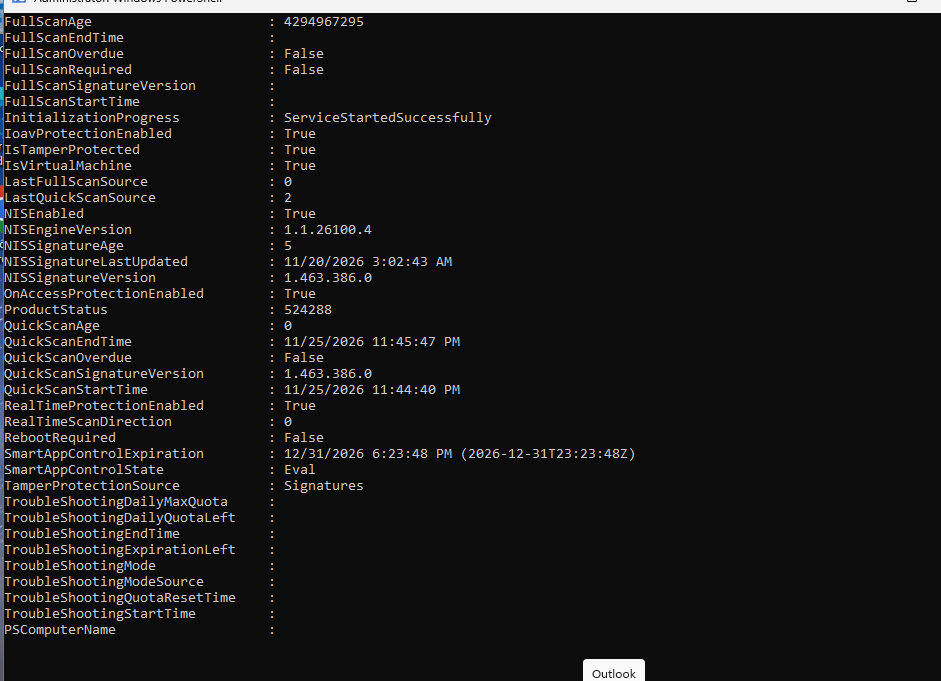 Administrator: Windows PowerShell
FullScanAge : 4294967295
FullScanEndTime :
FullScanOverdue : False
FullScanRequired : False
FullScanSignatureVersion :
FullScanStartTime :
InitializationProgress : ServiceStartedSuccessfully
IoavProtectionEnabled : True
IsTamperProtected : True
IsVirtualMachine : True
LastFullScanSource : 0
LastQuickScanSource : 2
NISEnabled : True
NISEngineVersion : 1.1.26100.4
NISSignatureAge : 5
NISSignatureLastUpdated : 11/20/2026 3:02:43 AM
NISSignatureVersion : 1.463.386.0
OnAccessProtectionEnabled : True
ProductStatus : 524288
QuickScanAge : 0
QuickScanEndTime : 11/25/2026 11:45:47 PM
QuickScanOverdue : False
QuickScanSignatureVersion : 1.463.386.0
QuickScanStartTime : 11/25/2026 11:44:40 PM
RealTimeProtectionEnabled : True
RealTimeScanDirection : 0
RebootRequired : False
SmartAppControlExpiration : 12/31/2026 6:23:48 PM (2026-12-31T23:23:48Z)
SmartAppControlState : Eval
TamperProtectionSource : Signatures
TroubleShootingDailyMaxQuota :
TroubleShootingDailyQuotaLeft :
TroubleShootingEndTime :
TroubleShootingExpirationLeft :
TroubleShootingMode :
TroubleShootingModeSource :
TroubleShootingQuotaResetTime :
TroubleShootingStartTime :
PSComputerName :
Outlook